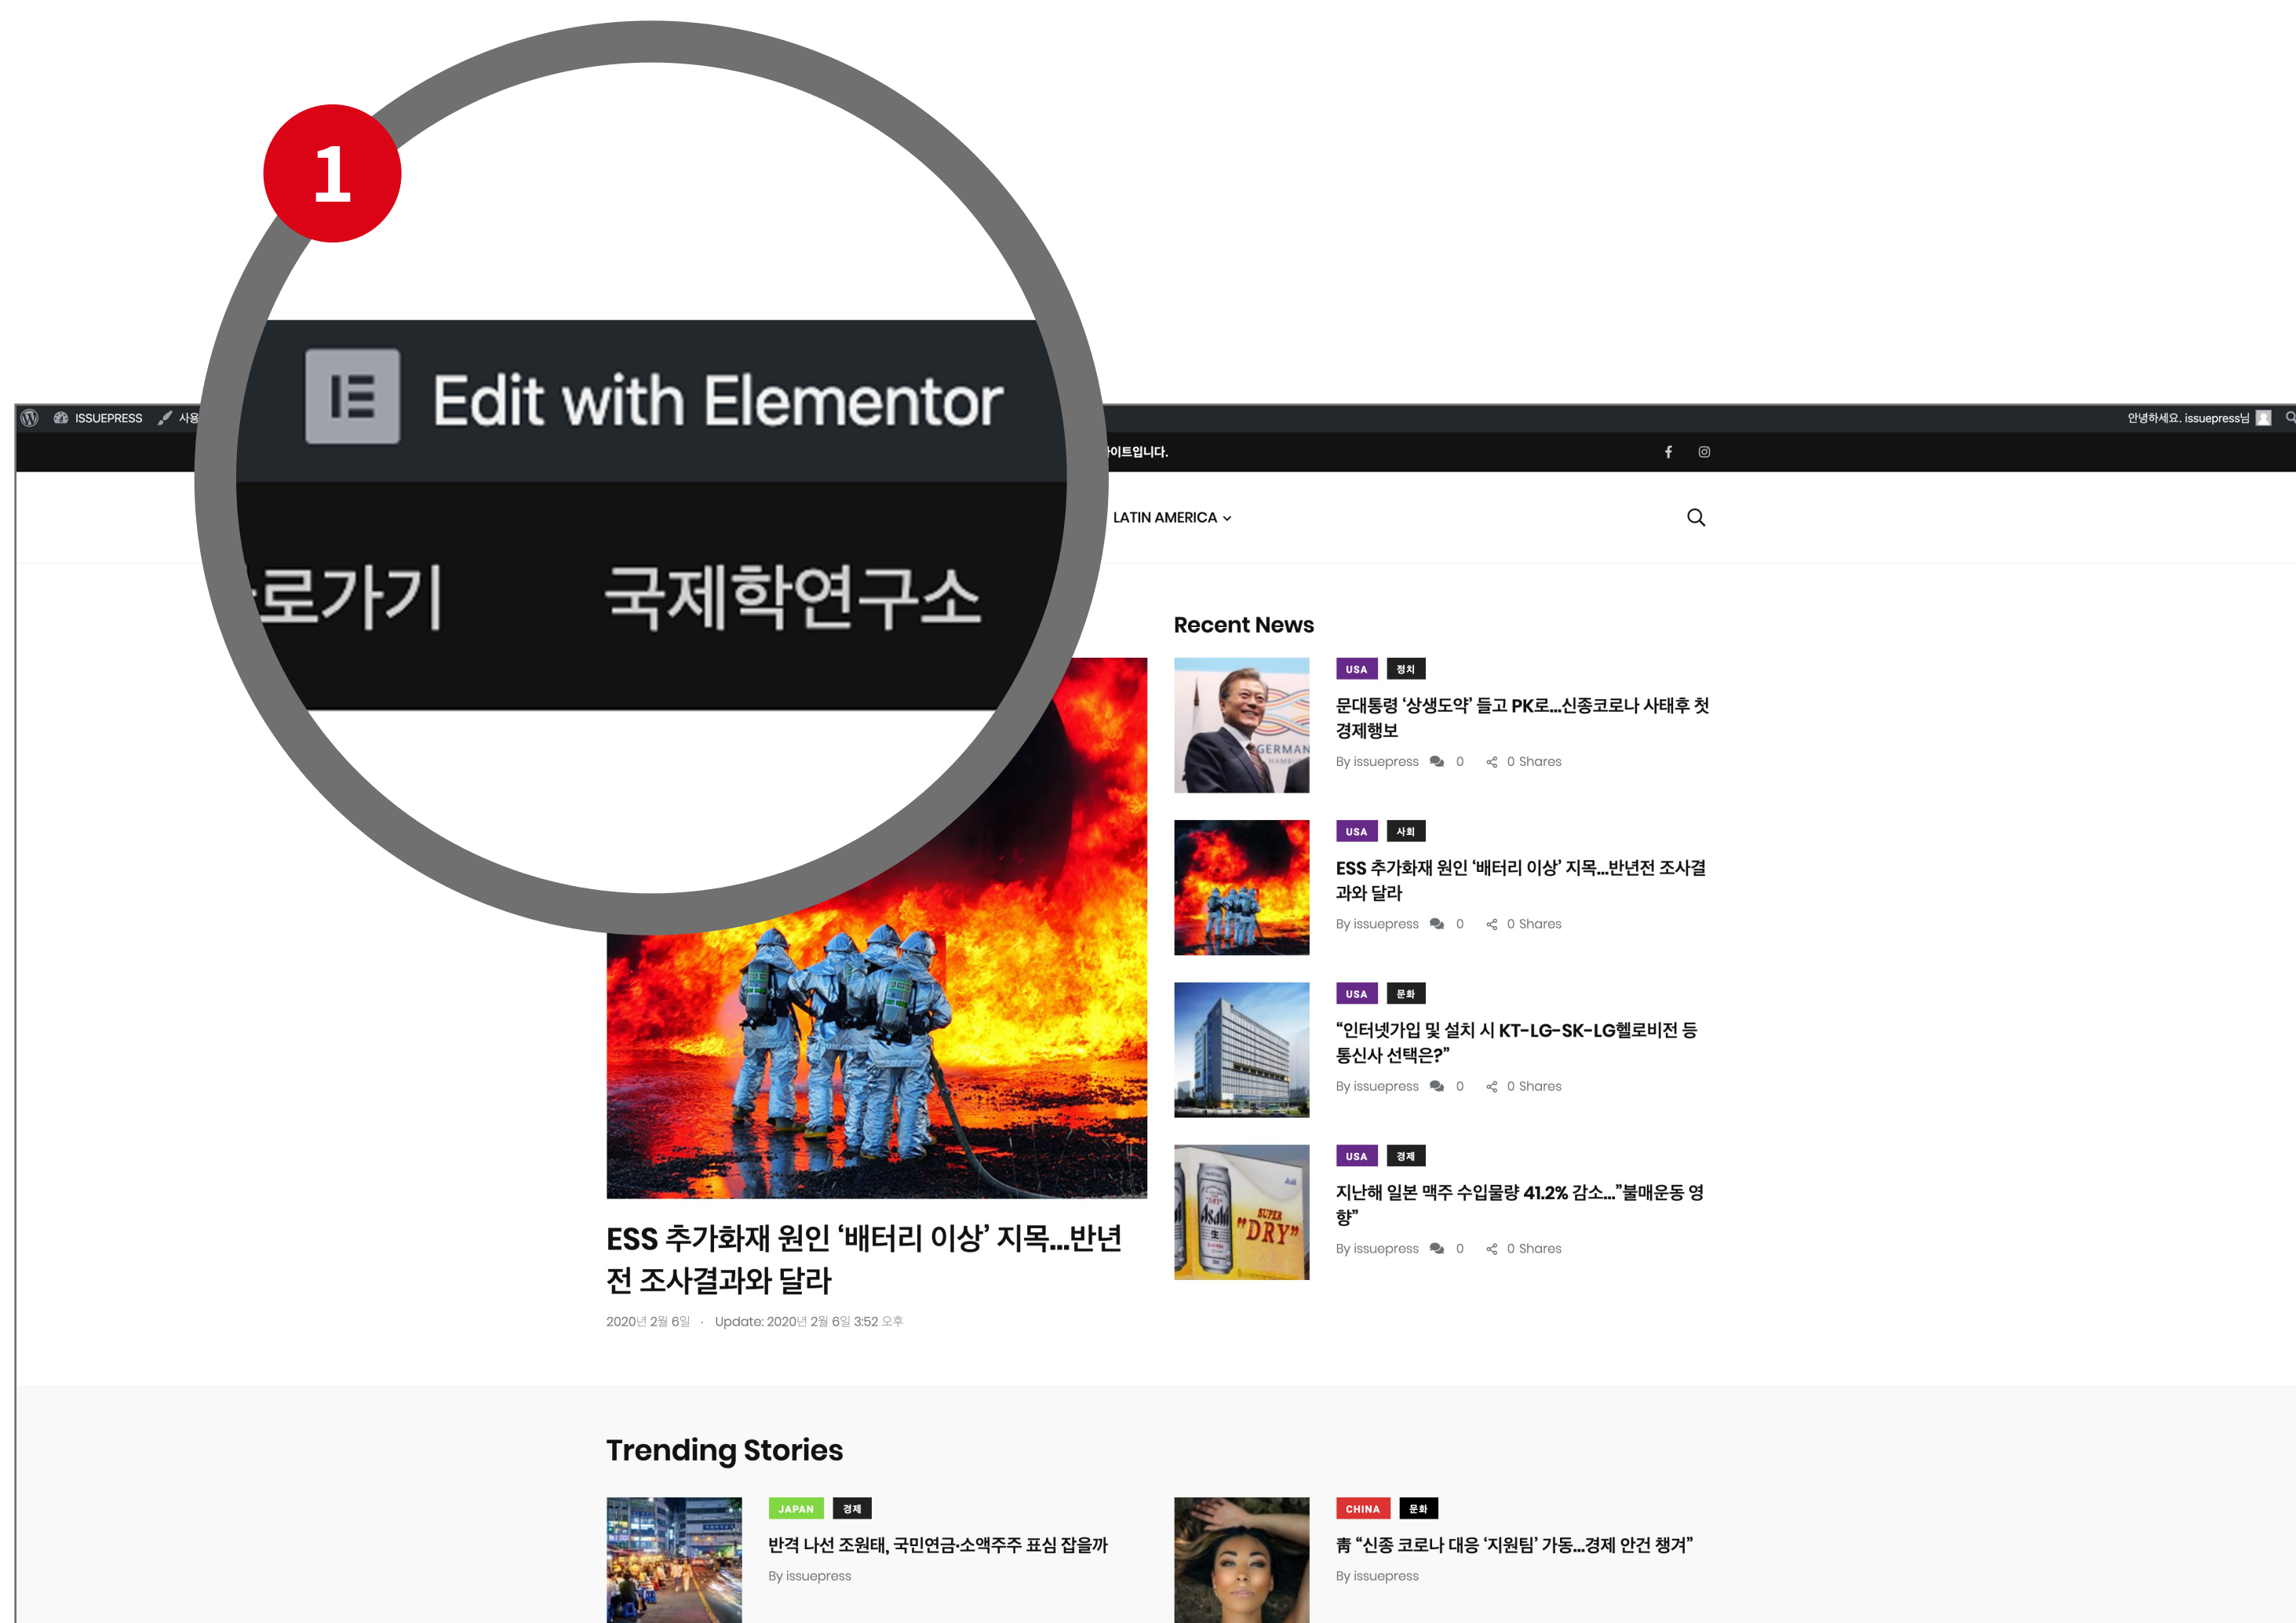 1
Edit with Elementor
ISSUEPRESS
안녕하세요. issuepress님
로가기 국제학연구소
이트입니다.
LATIN AMERICA
Recent News
USA 정치
문대통령 ‘상생도약’ 들고 PK로...신종코로나 사태후 첫
경제행보
By issuepress 0 0 Shares
USA 사회
ESS 추가화재 원인 ‘배터리 이상’ 지목...반년전 조사결
과와 달라
By issuepress 0 0 Shares
USA 문화
“인터넷가입 및 설치 시 KT-LG-SK-LG헬로비전 등
통신사 선택은?”
By issuepress 0 0 Shares
USA 경제
지난해 일본 맥주 수입물량 41.2% 감소...”불매운동 영
향”
By issuepress 0 0 Shares
GERMAN
HAMBU
Asahi
SUPER
"DRY"
ESS 추가화재 원인 ‘배터리 이상’ 지목...반년
전 조사결과와 달라
2020년 2월 6일 · Update: 2020년 2월 6일 3:52 오후
Trending Stories
JAPAN 경제
반격 나선 조원태, 국민연금·소액주주 표심 잡을까
By issuepress
CHINA 문화
靑 “신종 코로나 대응 ‘지원팀’ 가동...경제 안건 챙겨”
By issuepress